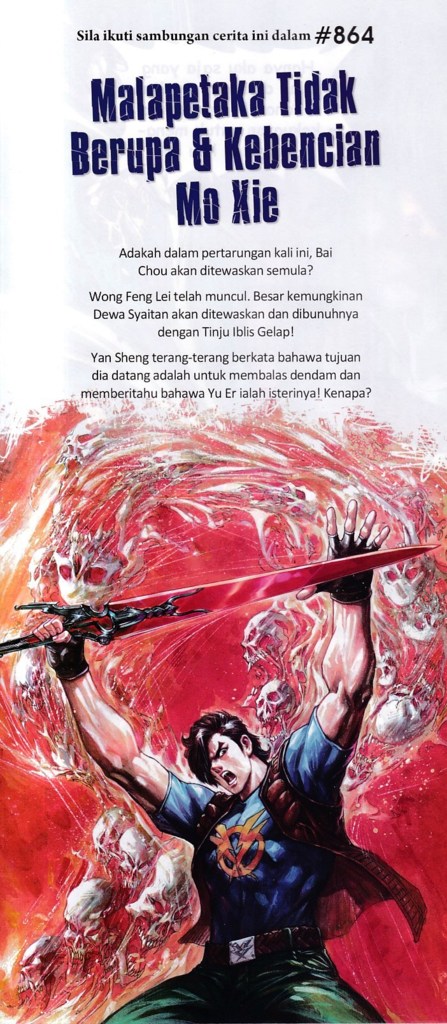 Sila ikuti sambungan cerita ini dalam #864
Malapetaka Tidak
Berupa & Kebencian
Mo Xie
Adakah dalam pertarungan kali ini, Bai
Chou akan ditewaskan semula?
Wong Feng Lei telah muncul. Besar kemungkinan
Dewa Syaitan akan ditewaskan dan dibunuhnya
dengan Tinju Iblis Gelap!
Yan Sheng terang-terang berkata bahawa tujuan
dia datang adalah untuk membalas dendam dan
memberitahu bahawa Yu Er ialah isterinya! Kenapa?